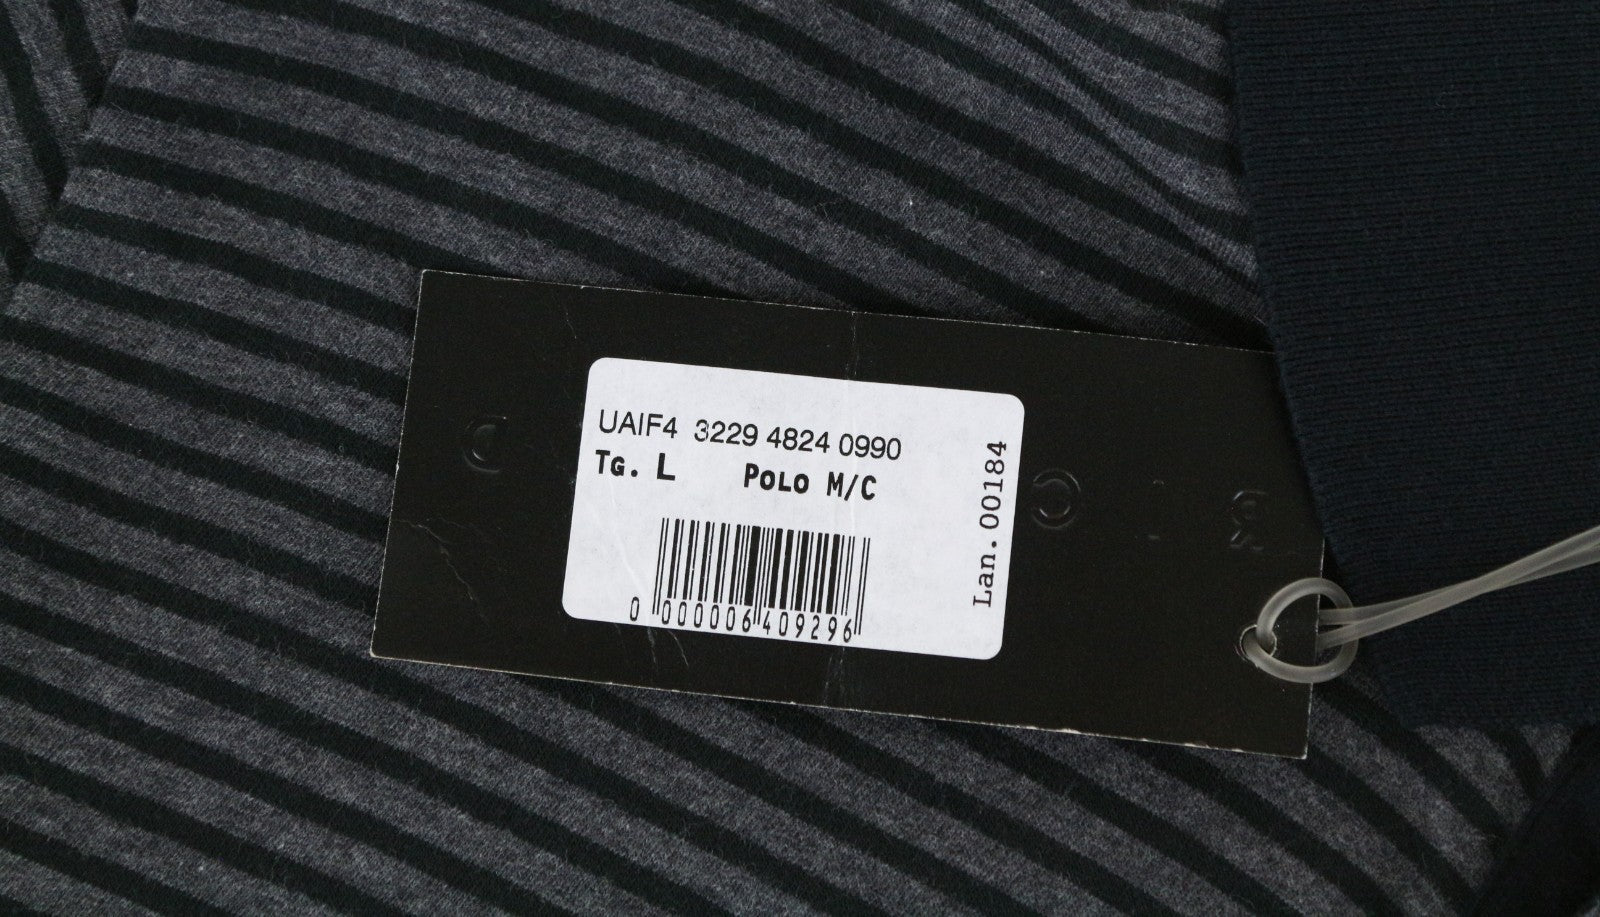 UAIF4 3229 4824 0990
TG. L POLO M/C
Lan. 00184
0 000006 409296